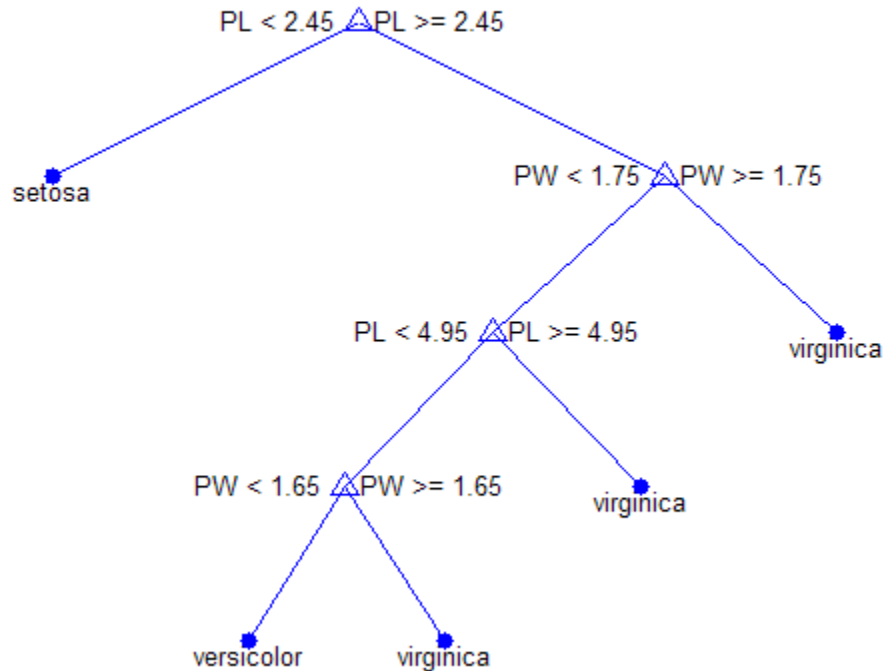 PL < 2.45 PL >= 2.45
setosa
PW < 1.75 PW >= 1.75
PL < 4.95 PL >= 4.95
virginica
PW < 1.65 PW >= 1.65
virginica
versicolor virginica